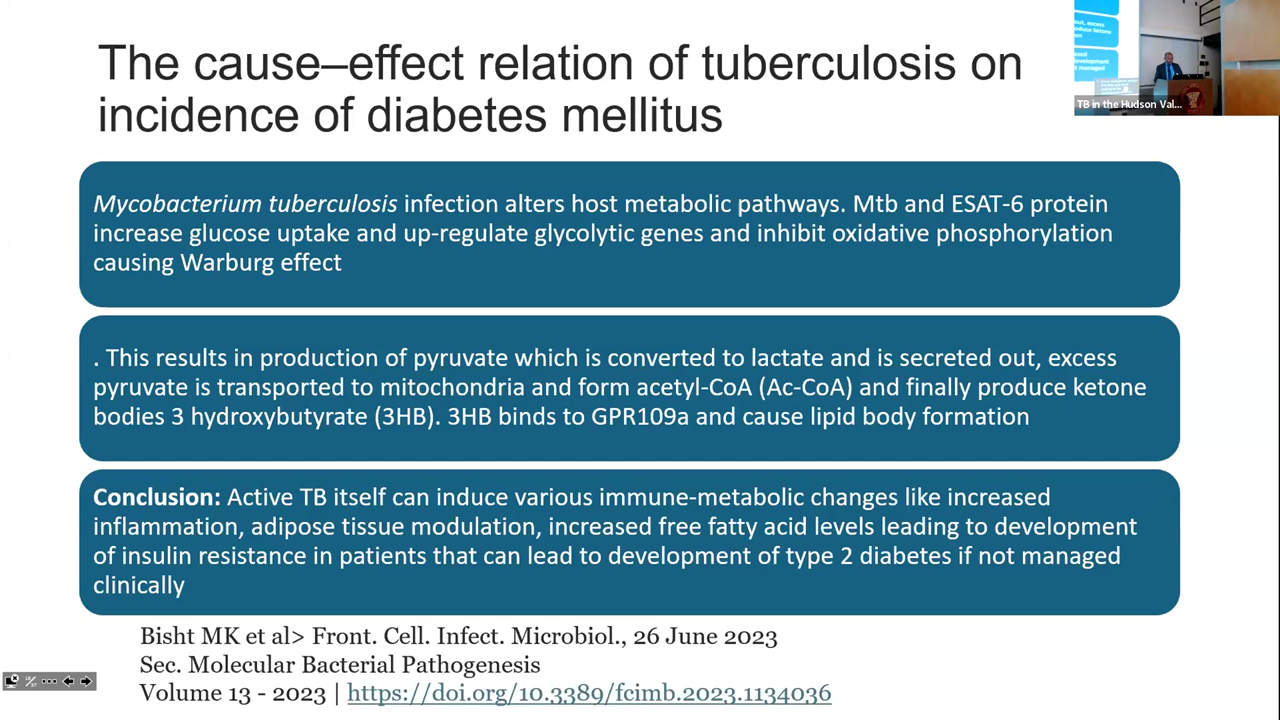 The cause–effect relation of tuberculosis on
incidence of diabetes mellitus
Mycobacterium tuberculosis infection alters host metabolic pathways. Mtb and ESAT-6 protein
increase glucose uptake and up-regulate glycolytic genes and inhibit oxidative phosphorylation
causing Warburg effect
. This results in production of pyruvate which is converted to lactate and is secreted out, excess
pyruvate is transported to mitochondria and form acetyl-CoA (Ac-CoA) and finally produce ketone
bodies 3 hydroxybutyrate (3HB). 3HB binds to GPR109a and cause lipid body formation
Conclusion: Active TB itself can induce various immune-metabolic changes like increased
inflammation, adipose tissue modulation, increased free fatty acid levels leading to development
of insulin resistance in patients that can lead to development of type 2 diabetes if not managed
clinically
Bisht MK et al> Front. Cell. Infect. Microbiol., 26 June 2023
Sec. Molecular Bacterial Pathogenesis
Volume 13 - 2023 | https://doi.org/10.3389/fcimb.2023.1134036
out, excess
ketone
development
managed
TB in the Hudson Val...